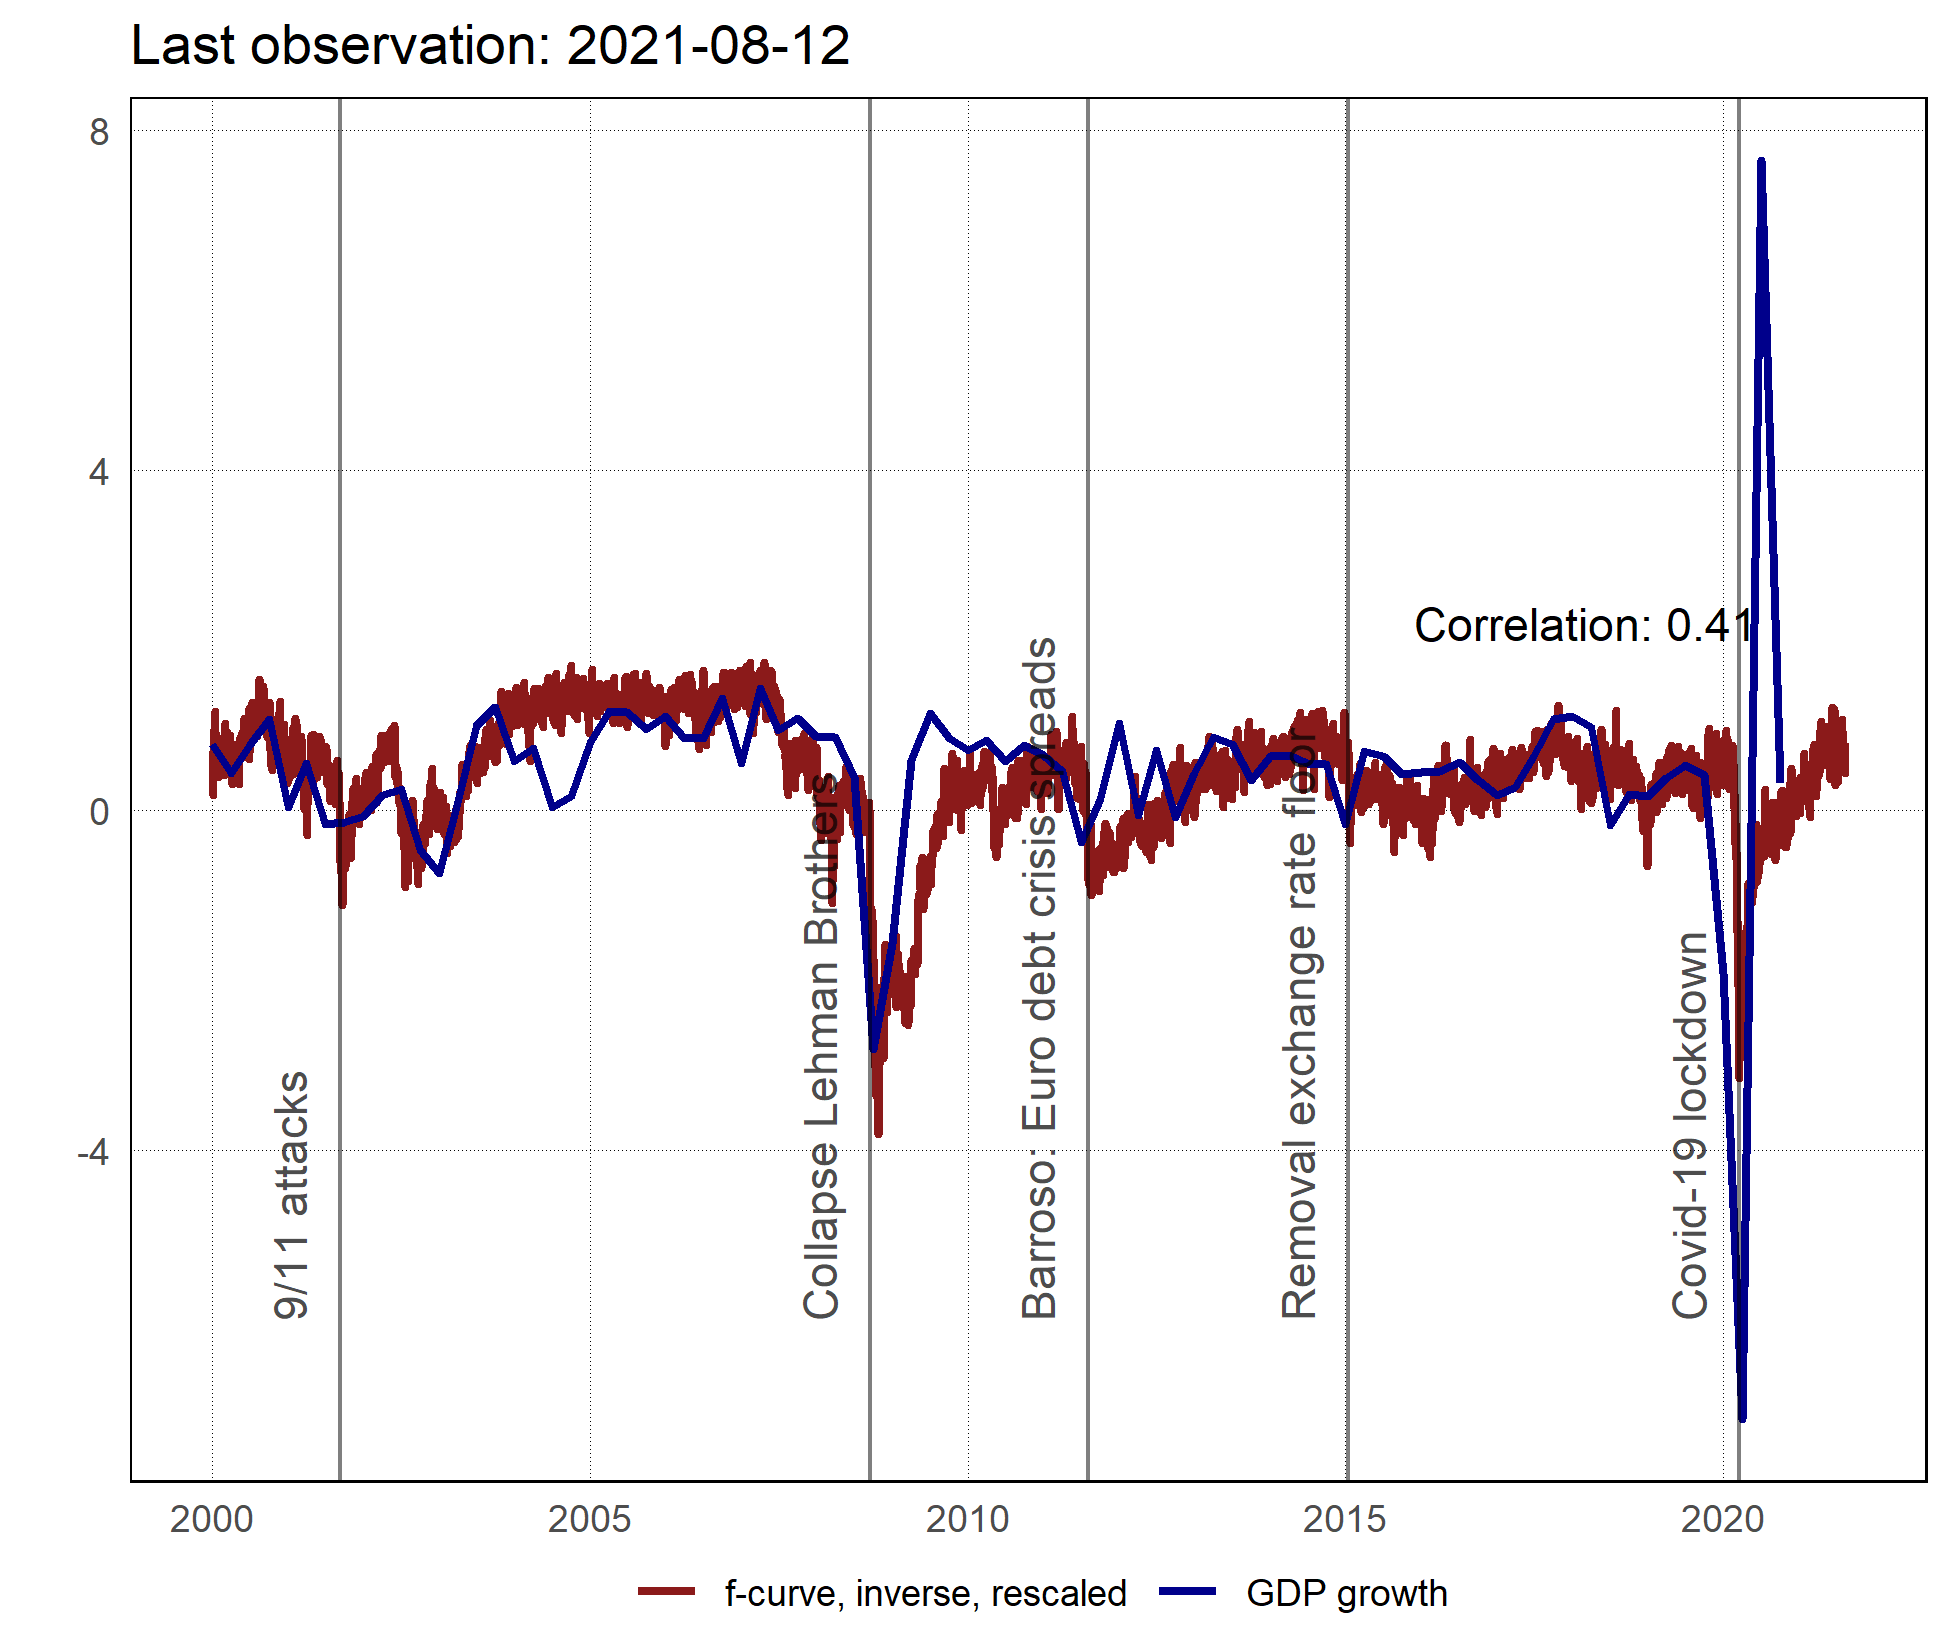 Last observation: 2021-08-12
8
4
0
-4
Correlation: 0.41
9/11 attacks
Collapse Lehman Brothers
Barroso: Euro debt crisis spreads
Removal exchange rate floor
Covid-19 lockdown
2000
2005
2010
2015
2020
f-curve, inverse, rescaled
GDP growth